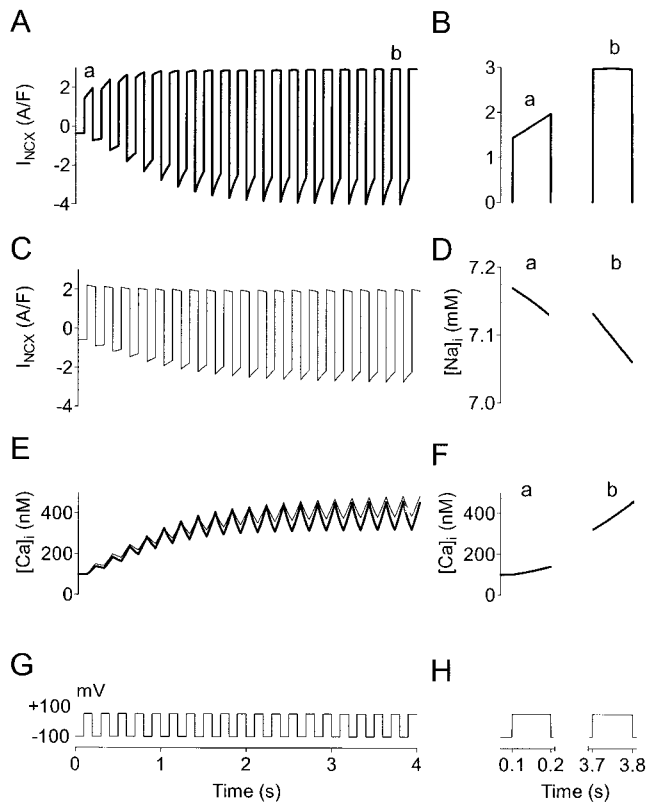 A
B
a
b
I_NCX (A/F)
2
0
-2
-4
a
b
3
2
1
0
C
D
I_NCX (A/F)
2
0
-2
-4
a
b
[Na]_i (mM)
7.2
7.1
7.0
E
F
[Ca]_i (nM)
400
200
0
a
b
[Ca]_i (nM)
400
200
0
G
H
mV
+100
-100
0 1 2 3 4
Time (s)
0.1 0.2 3.7 3.8
Time (s)